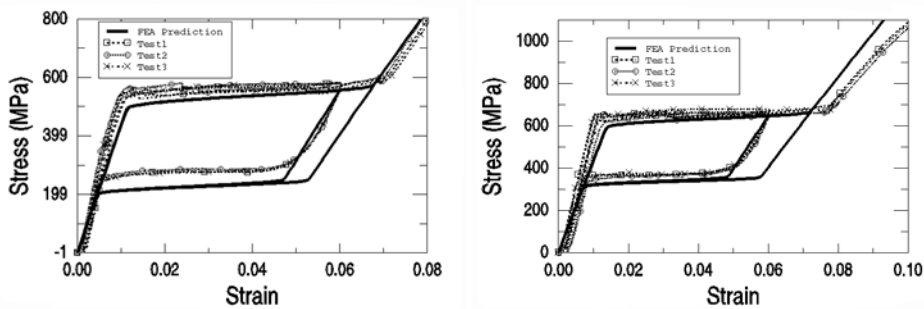 800
600
399
199
-1
Stress (MPa)
FEA Prediction
Test1
Test2
Test3
0.00
0.02
0.04
0.06
0.08
Strain
1000
800
600
400
200
0
Stress (MPa)
FEA Prediction
Test1
Test2
Test3
0.00
0.02
0.04
0.06
0.08
0.10
Strain